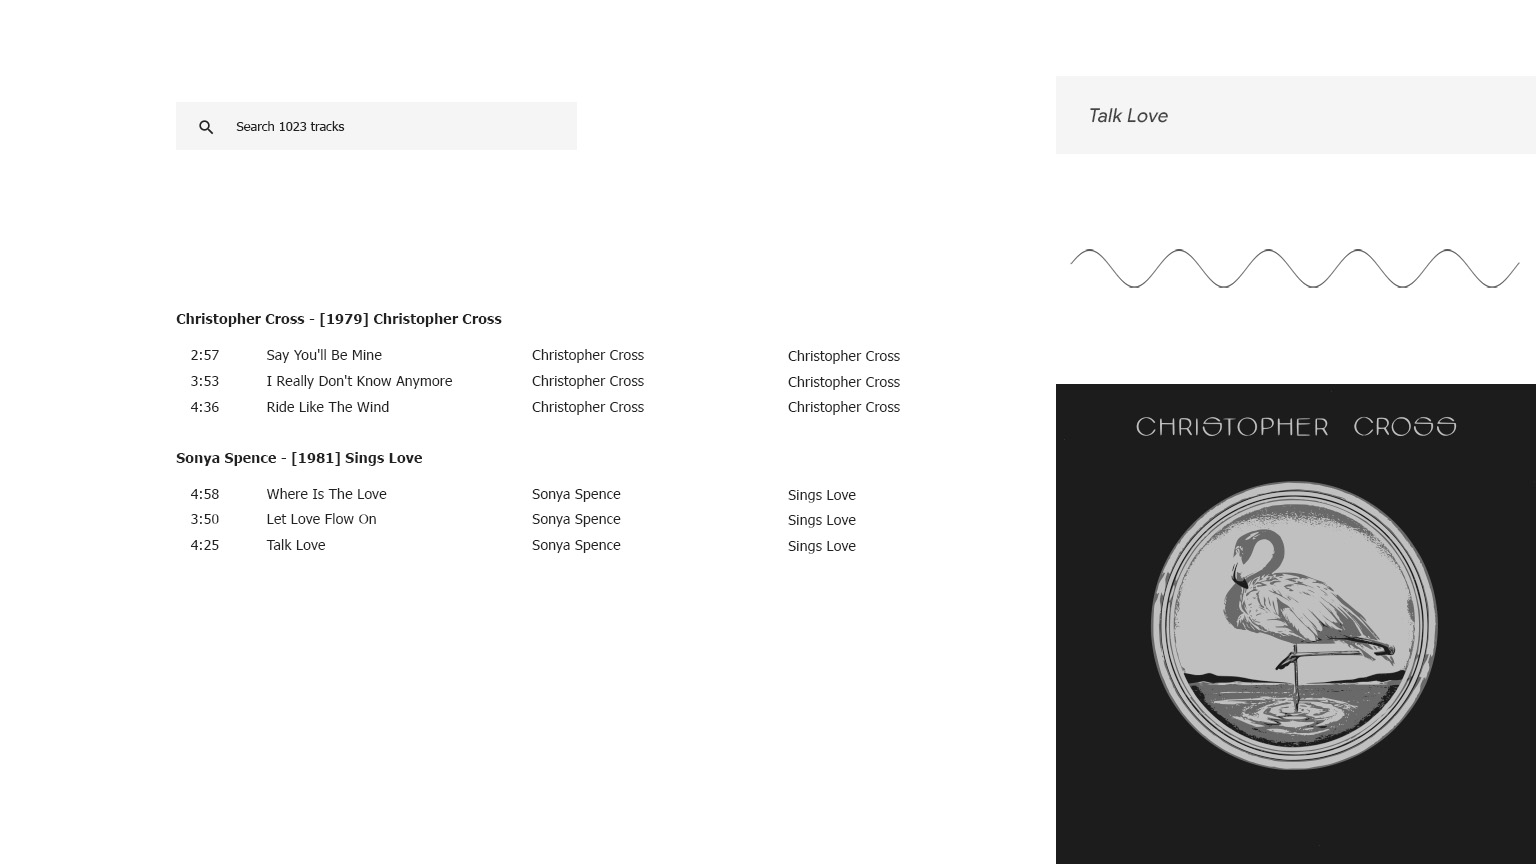 Search 1023 tracks
Talk Love
Christopher Cross - [1979] Christopher Cross
2:57 Say You'll Be Mine Christopher Cross Christopher Cross
3:53 I Really Don't Know Anymore Christopher Cross Christopher Cross
4:36 Ride Like The Wind Christopher Cross Christopher Cross
Sonya Spence - [1981] Sings Love
4:58 Where Is The Love Sonya Spence Sings Love
3:50 Let Love Flow On Sonya Spence Sings Love
4:25 Talk Love Sonya Spence Sings Love
CHRISTOPHER CROSS